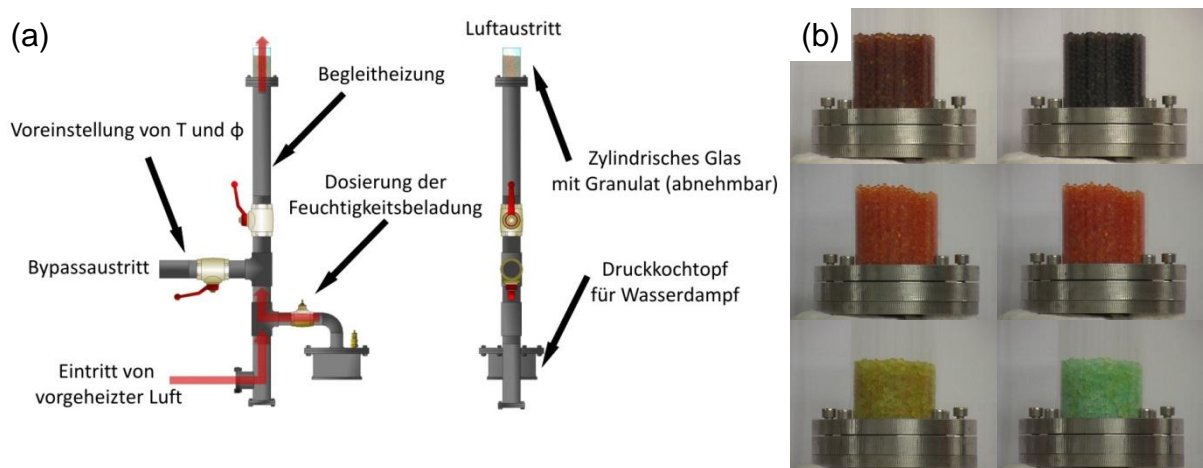 (a)
Luftaustritt
(b)
Begleitheizung
Voreinstellung von T und ϕ
Zylindrisches Glas
mit Granulat (abnehmbar)
Dosierung der
Feuchtigkeitsbeladung
Bypassaustritt
Druckkochtopf
für Wasserdampf
Eintritt von
vorgeheizter Luft